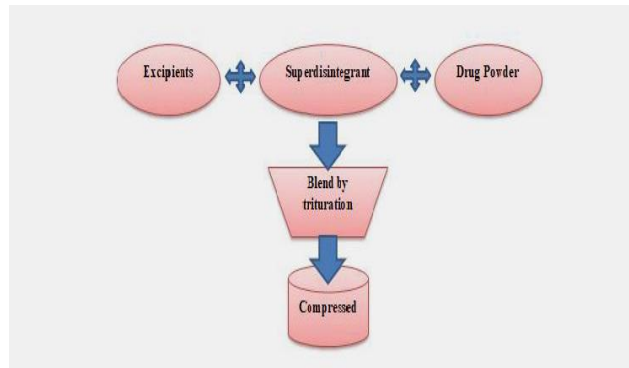 Excipients
Superdisintegrant
Drug Powder
Blend by
trituration
Compressed